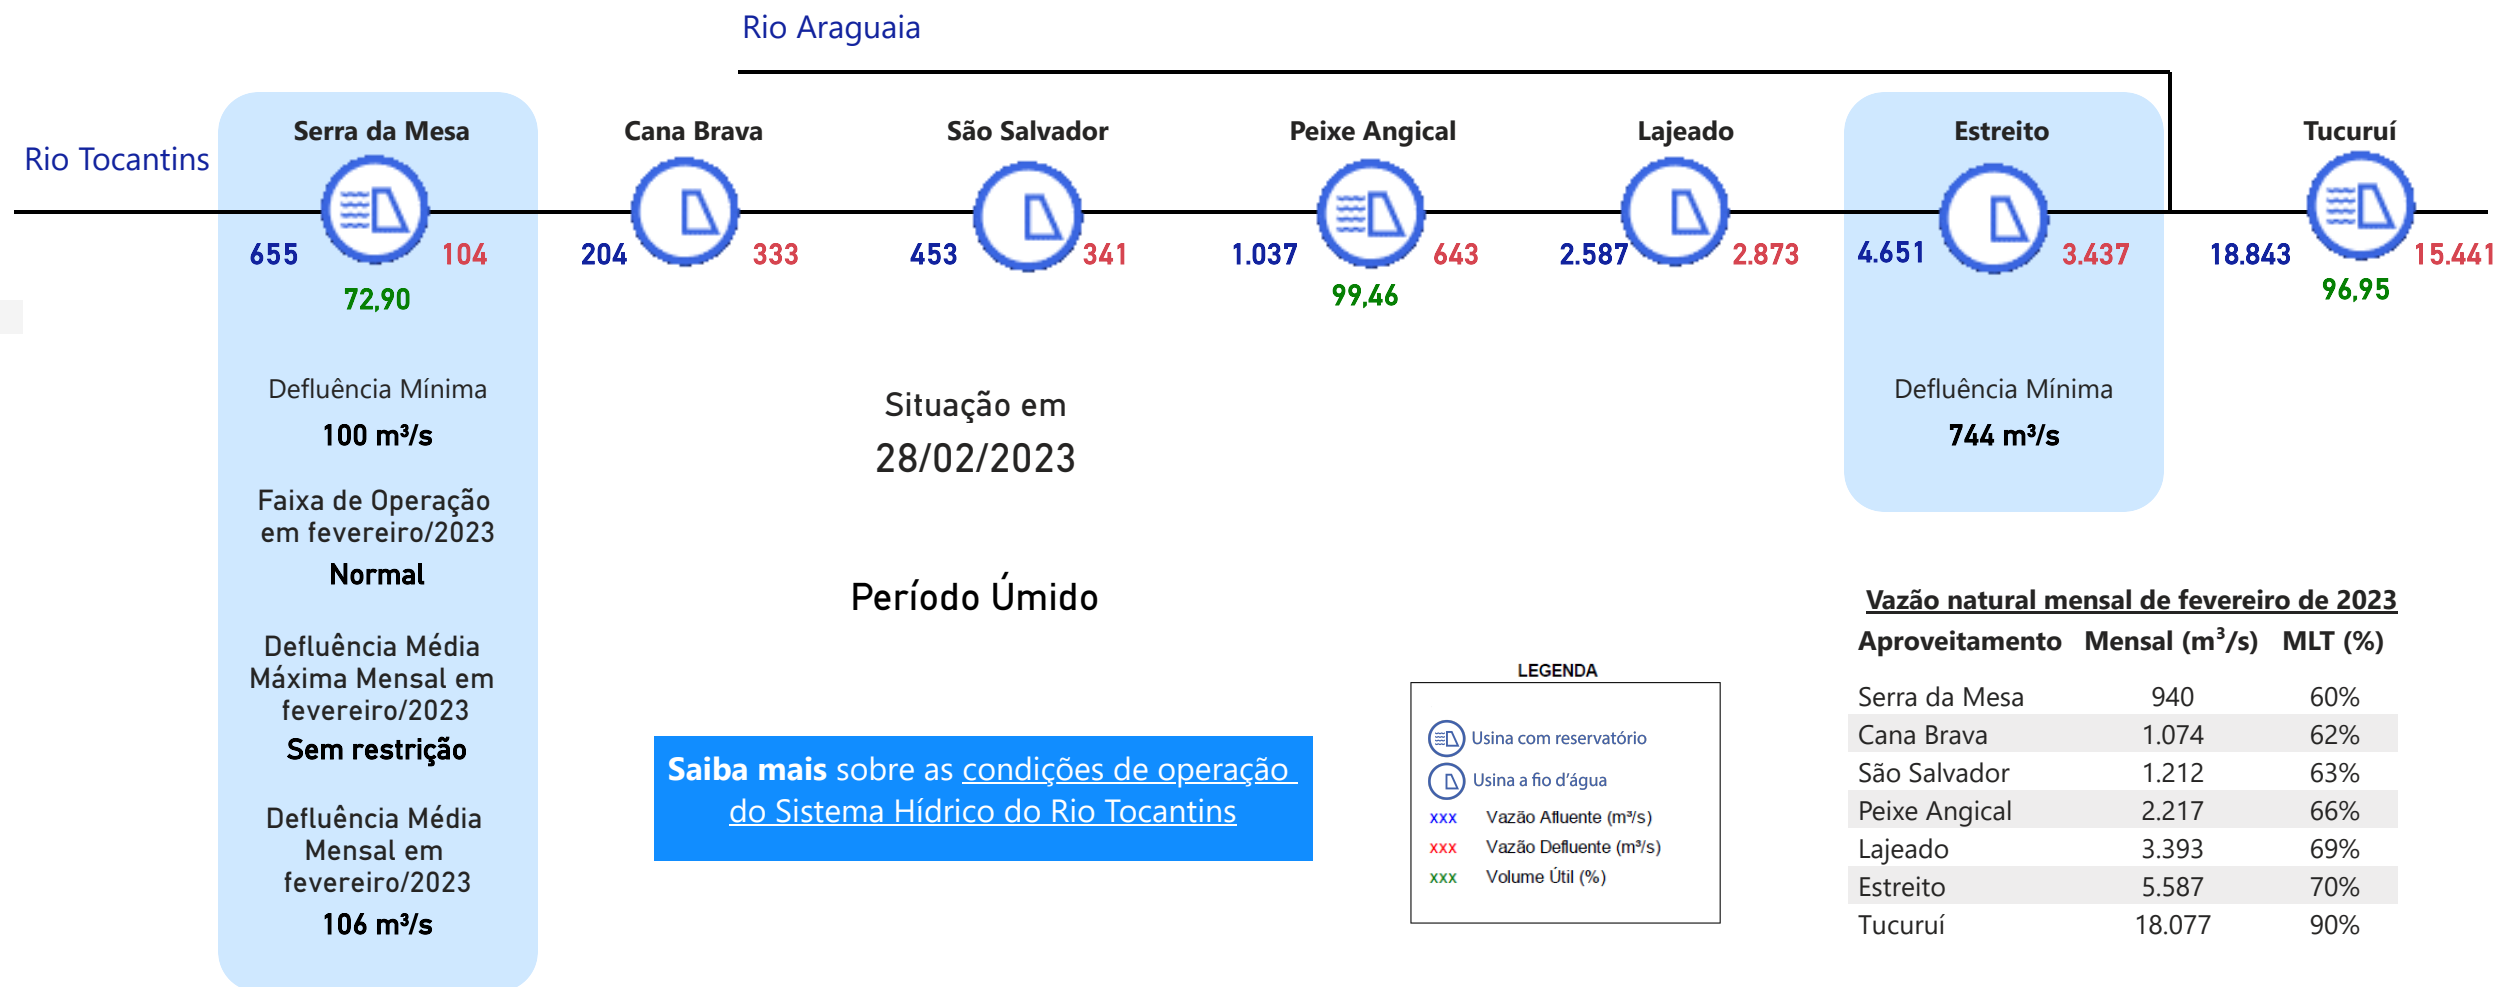 Rio Araguaia
Rio Tocantins
Serra da Mesa
Cana Brava
São Salvador
Peixe Angical
Lajeado
Estreito
Tucuruí
655 104
204 333
453 341
1.037 643
2.587 2.873
4.651 3.437
18.843 15.441
72,90
99,46
96,95
Defluência Mínima
100 m³/s
Faixa de Operação
em fevereiro/2023
Normal
Defluência Média
Máxima Mensal em
fevereiro/2023
Sem restrição
Defluência Média
Mensal em
fevereiro/2023
106 m³/s
Situação em
28/02/2023
Período Úmido
Saiba mais sobre as condições de operação
do Sistema Hídrico do Rio Tocantins
Defluência Mínima
744 m³/s
LEGENDA
Usina com reservatório
Usina a fio d'água
xxx Vazão Afluente (m³/s)
xxx Vazão Defluente (m³/s)
xxx Volume Útil (%)
Vazão natural mensal de fevereiro de 2023
Aproveitamento Mensal (m³/s) MLT (%)
Serra da Mesa 940 60%
Cana Brava 1.074 62%
São Salvador 1.212 63%
Peixe Angical 2.217 66%
Lajeado 3.393 69%
Estreito 5.587 70%
Tucuruí 18.077 90%